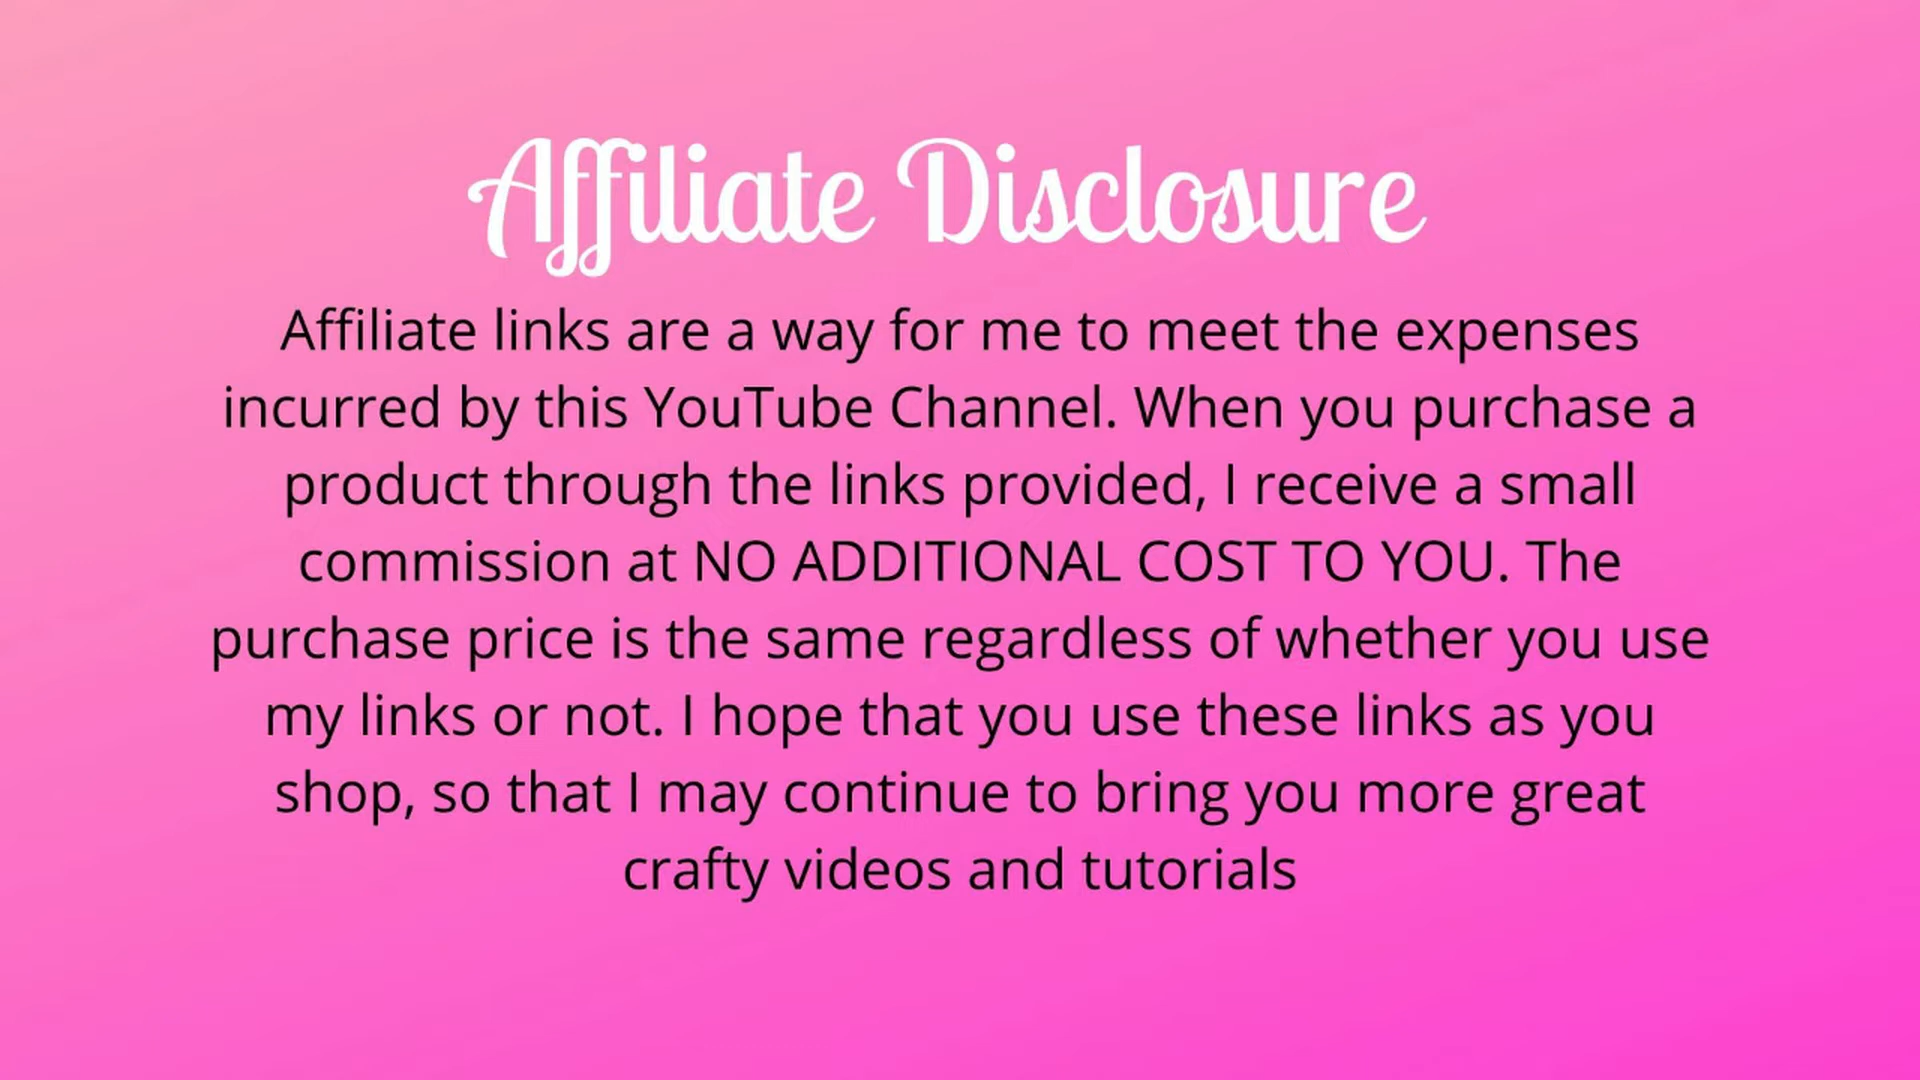 Affiliate Disclosure
Affiliate links are a way for me to meet the expenses
incurred by this YouTube Channel. When you purchase a
product through the links provided, I receive a small
commission at NO ADDITIONAL COST TO YOU. The
purchase price is the same regardless of whether you use
my links or not. I hope that you use these links as you
shop, so that I may continue to bring you more great
crafty videos and tutorials